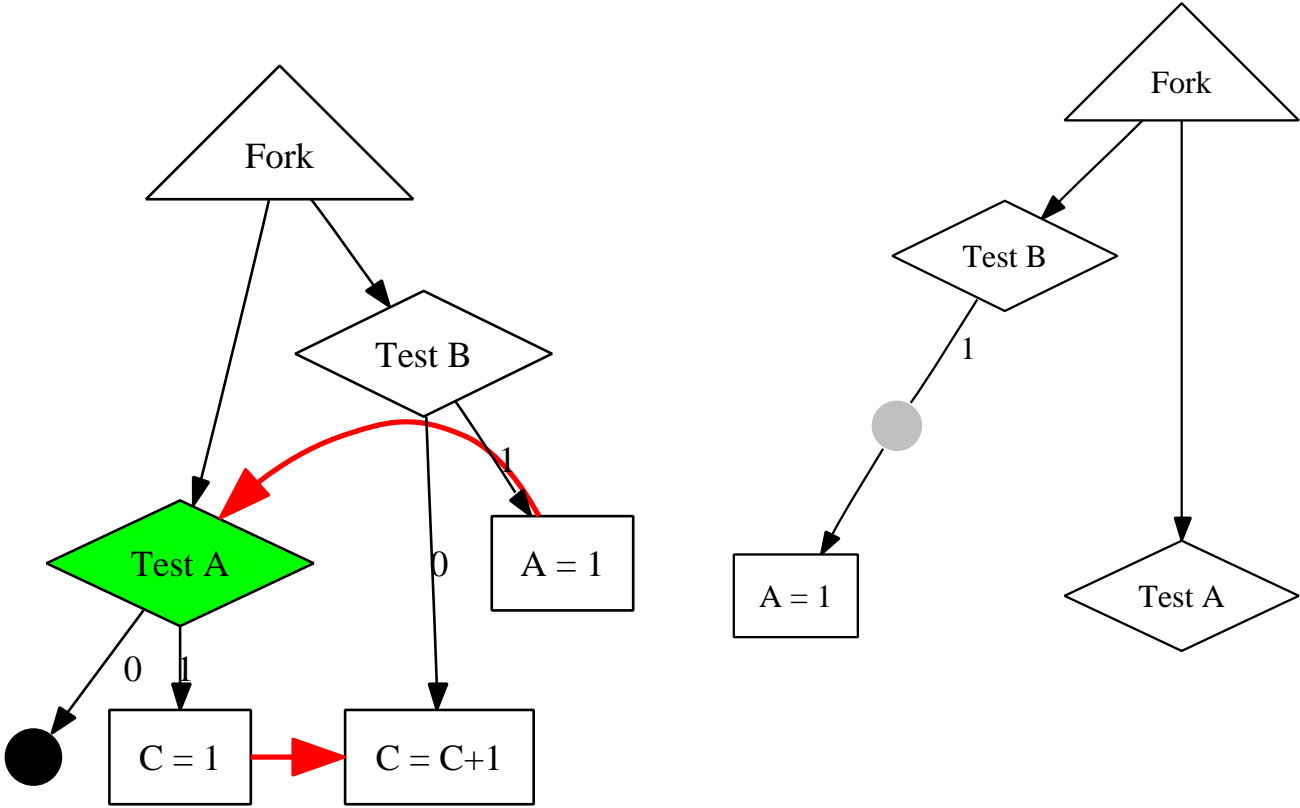 Fork
Test B
1
0
A = 1
Test A
0
1
C = 1
C = C+1
Fork
Test B
1
A = 1
Test A